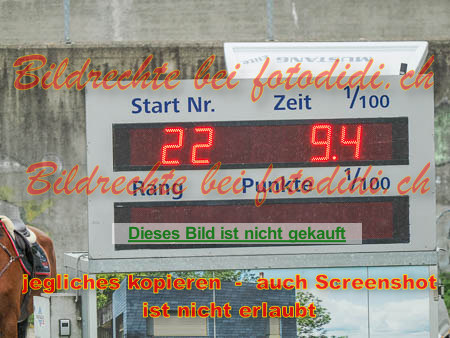 MUSTANG
Bildrechte bei fotodidi.ch
Start Nr. Zeit 1/100
22 9.4
Bildrechte bei fotodidi.ch
Rang Punkte 1/100
Dieses Bild ist nicht gekauft
jegliches kopieren - auch Screenshot
ist nicht erlaubt